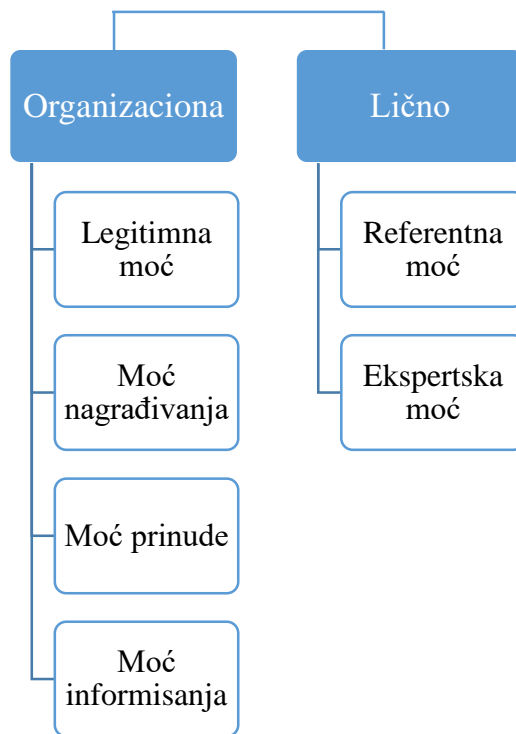 Organizaciona
Legitimna
moć
Moć
nagrađivanja
Moć prinude
Moć
informisanja
Lično
Referentna
moć
Ekspertska
moć